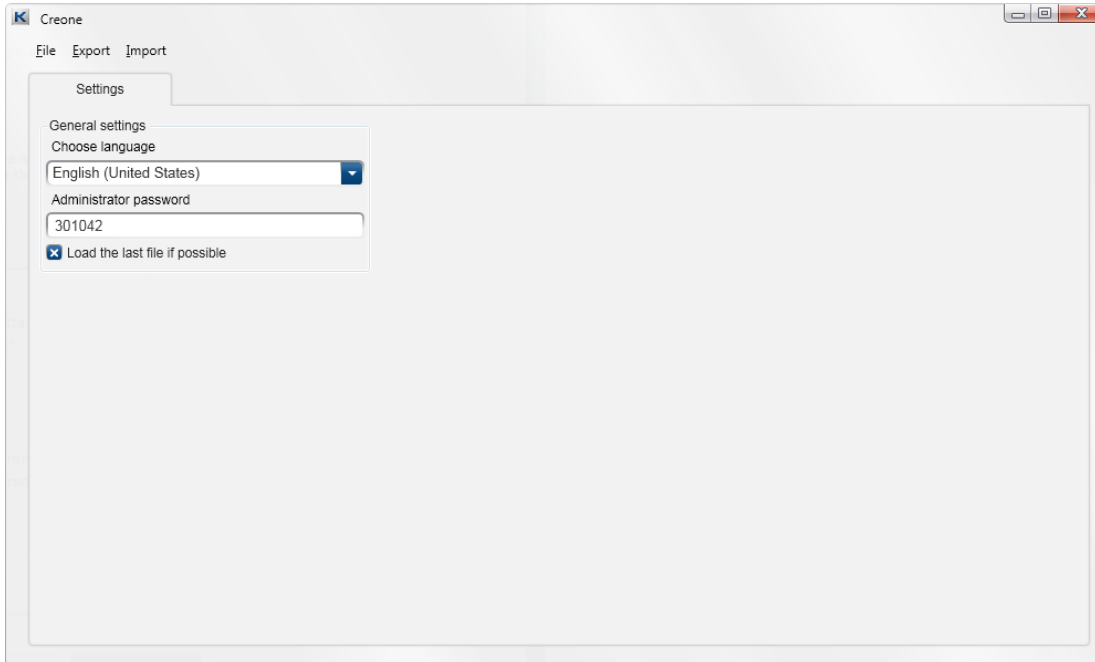 Creone
File Export Import
Settings
General settings
Choose language
English (United States)
Administrator password
301042
Load the last file if possible